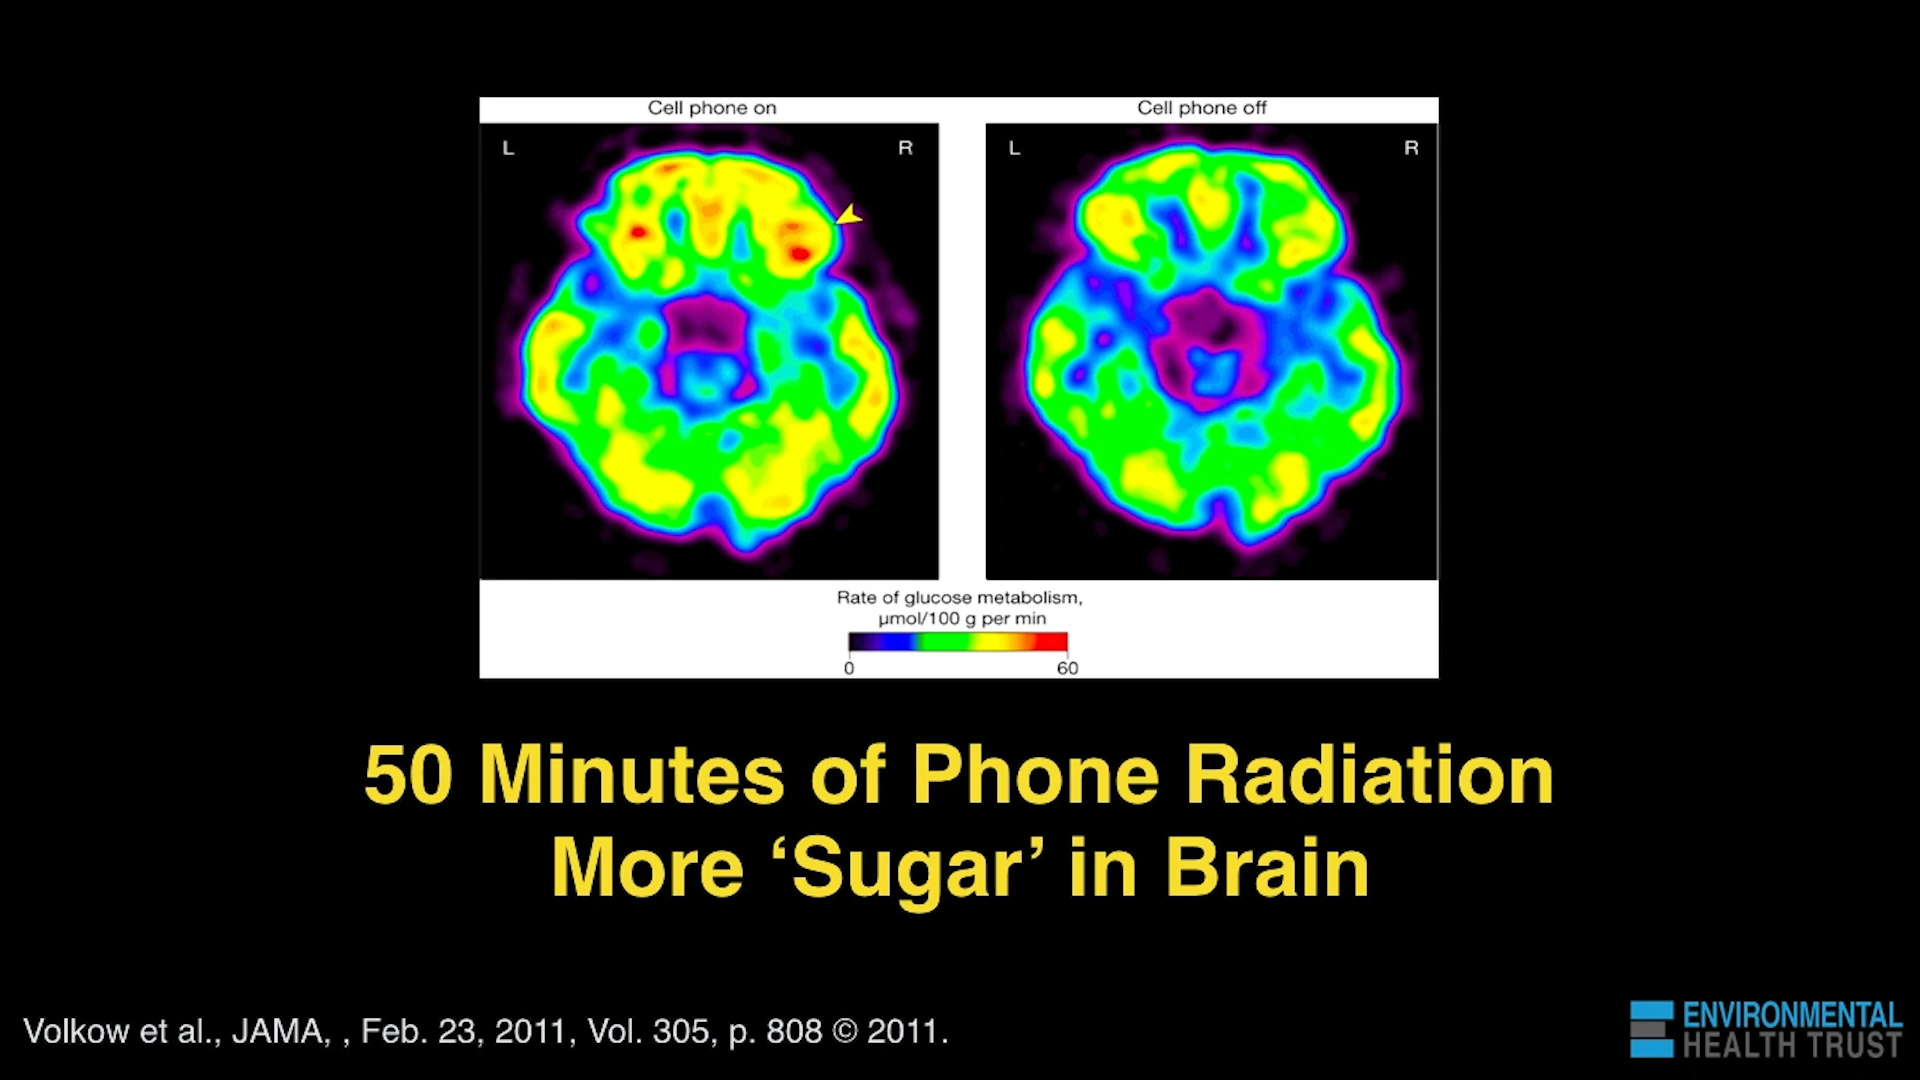 Cell phone on
Cell phone off
L
R
L
R
Rate of glucose metabolism,
µmol/100 g per min
0
60
50 Minutes of Phone Radiation
More ‘Sugar’ in Brain
Volkow et al., JAMA, , Feb. 23, 2011, Vol. 305, p. 808 © 2011.
ENVIRONMENTAL
HEALTH TRUST